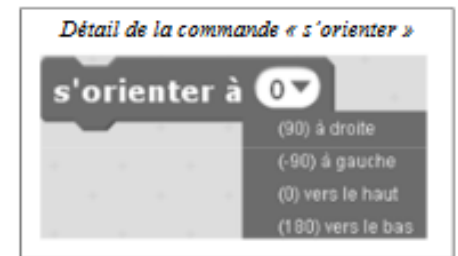 Détail de la commande « s'orienter »
s'orienter à 0
(90) à droite
(-90) à gauche
(0) vers le haut
(180) vers le bas